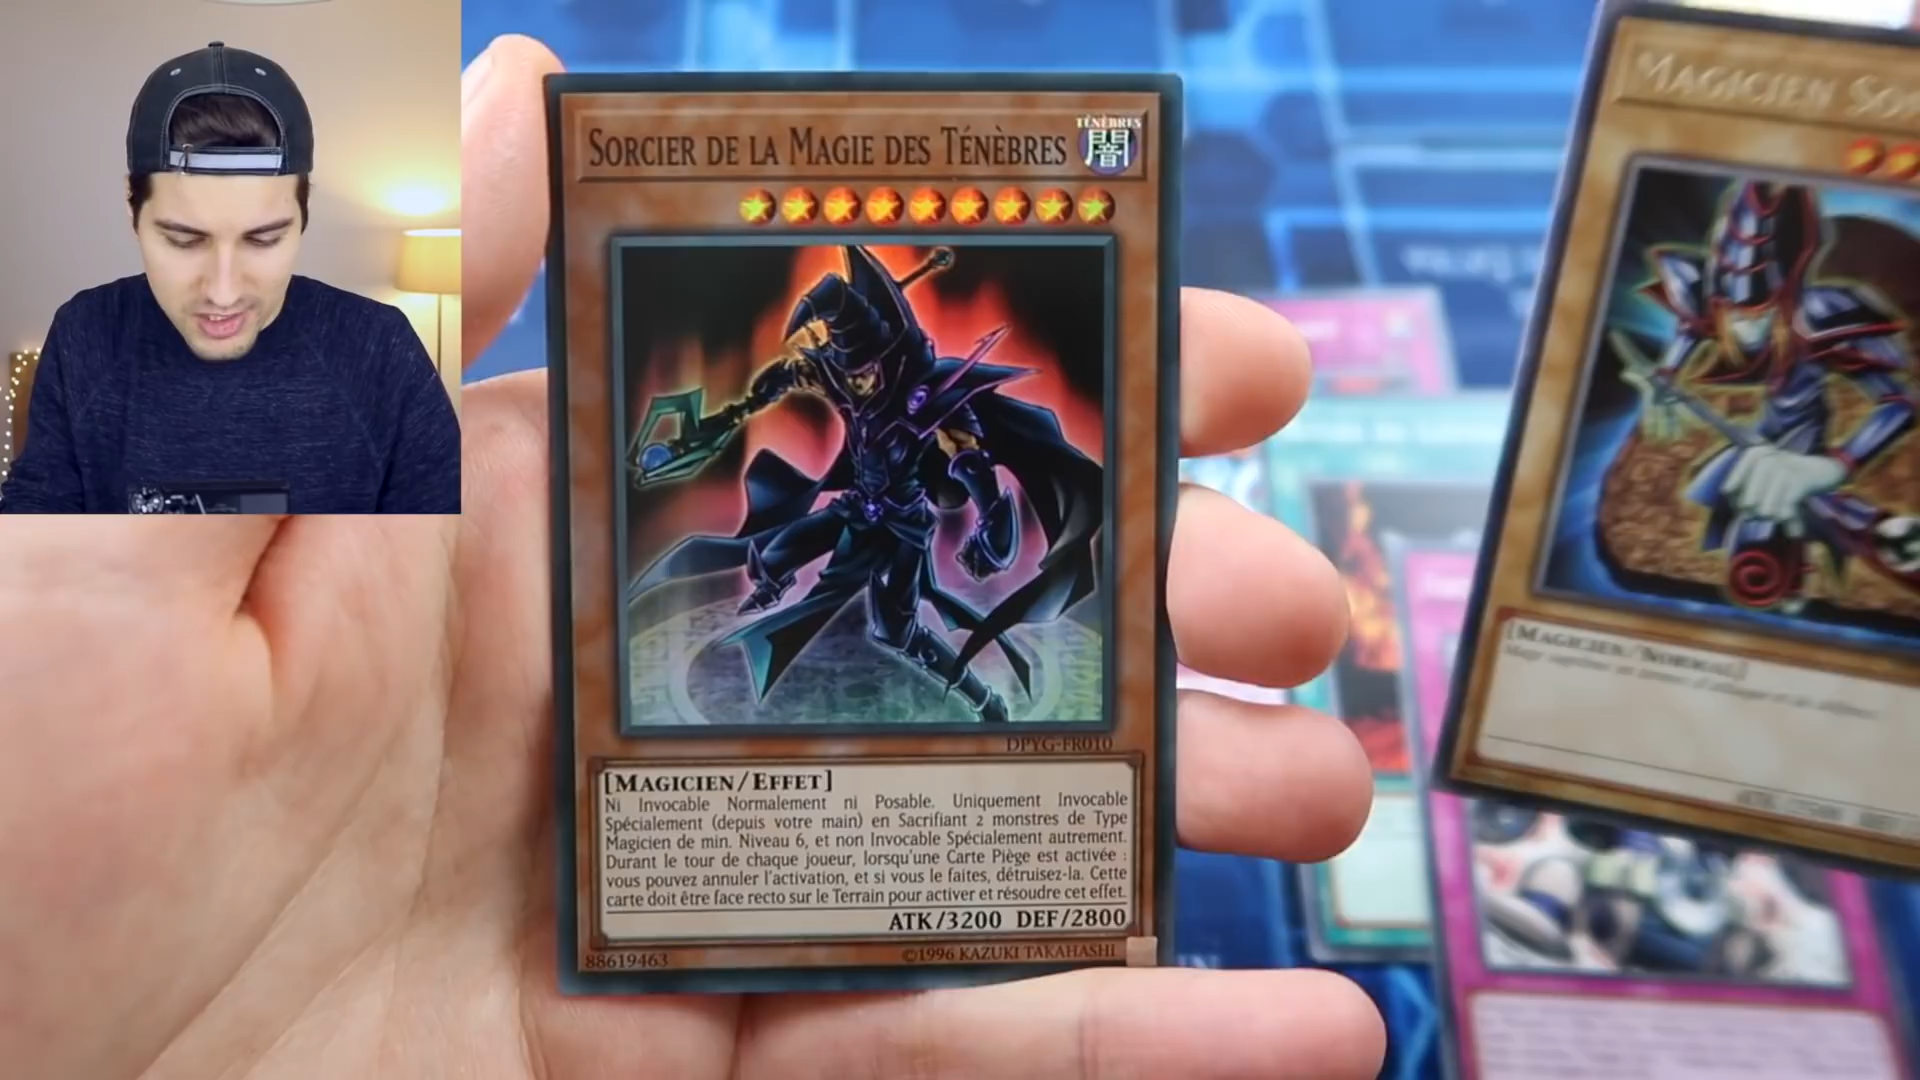 SORCIER DE LA MAGIE DES TÉNÈBRES
TÉNÈBRES
闇
DPYG-FR010
[MAGICIEN/EFFET]
Ni Invocable Normalement ni Posable. Uniquement Invocable
Spécialement (depuis votre main) en Sacrifiant 2 monstres de Type
Magicien de min. Niveau 6, et non Invocable Spécialement autrement.
Durant le tour de chaque joueur, lorsqu'une Carte Piège est activée :
vous pouvez annuler l'activation, et si vous le faites, détruisez-la. Cette
carte doit être face recto sur le Terrain pour activer et résoudre cet effet.
ATK/3200 DEF/2800
88619463
©1996 KAZUKI TAKAHASHI
MAGICIEN
[MAGICIEN/NORMAL]